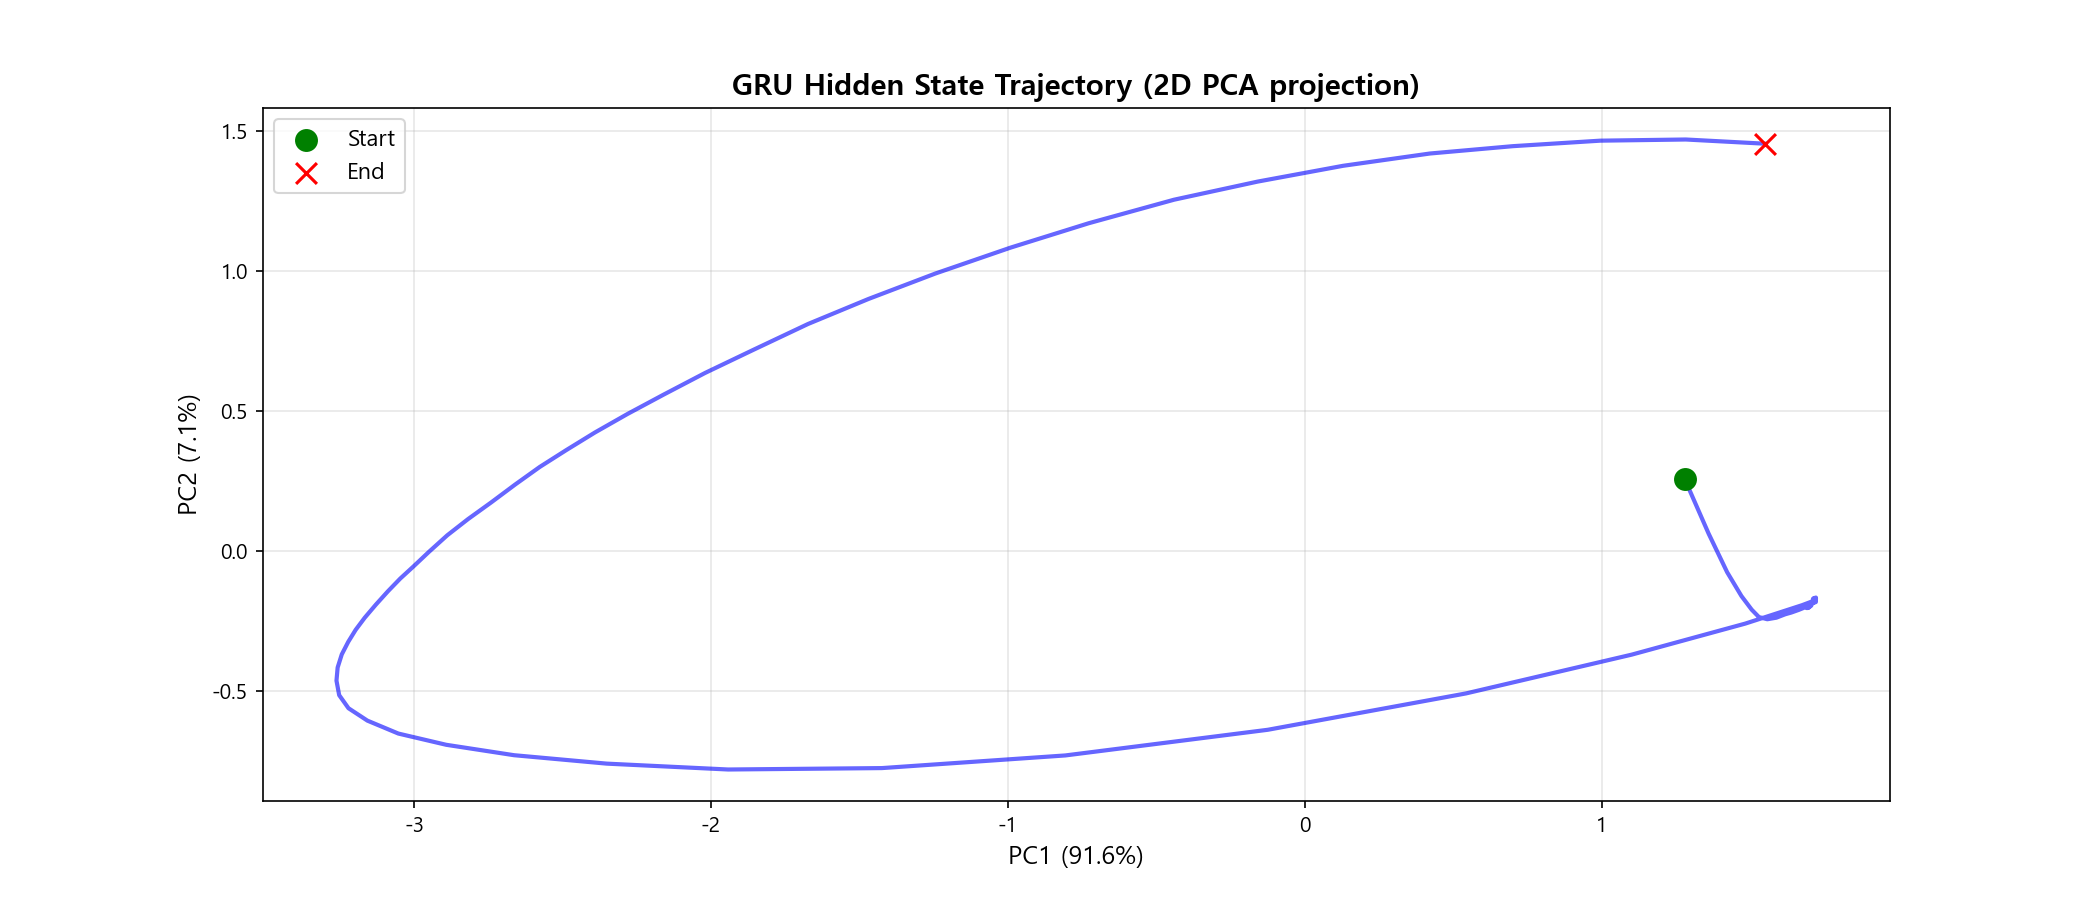 GRU Hidden State Trajectory (2D PCA projection)
Start
End
1.5
1.0
0.5
0.0
-0.5
PC2 (7.1%)
-3
-2
-1
0
1
PC1 (91.6%)